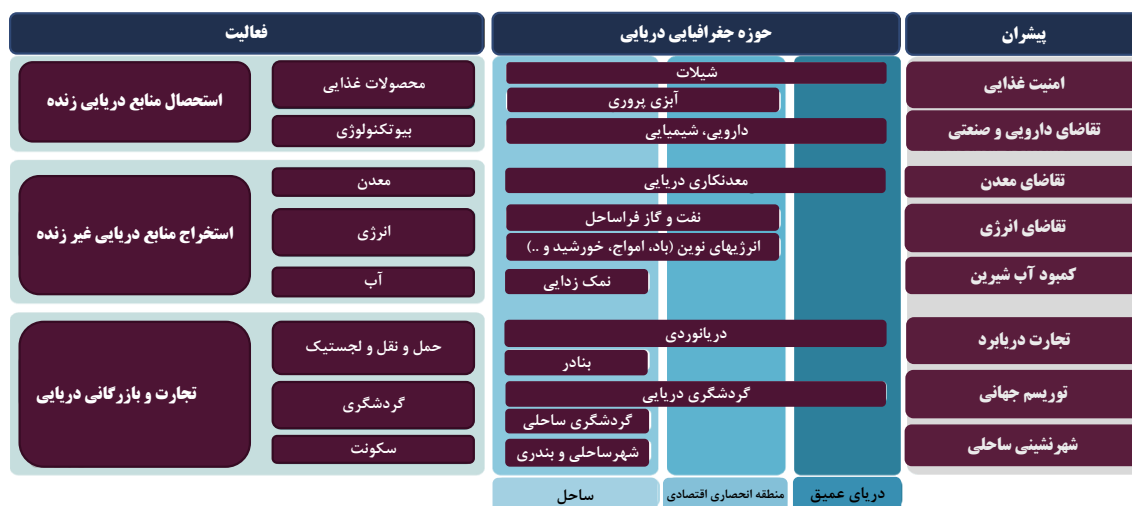 پیشران
حوزه جغرافیایی دریایی
فعالیت
امنیت غذایی
شیلات
آبزی پروری
محصولات غذایی
استحصال منابع دریایی زنده
تقاضای دارویی و صنعتی
دارویی، شیمیایی
بیوتکنولوژی
تقاضای معدن
معدنکاری دریایی
معدن
استخراج منابع دریایی غیر زنده
تقاضای انرژی
نفت و گاز فراساحل
انرژیهای نوین (باد، امواج، خورشید و ..)
انرژی
کمبود آب شیرین
نمک زدایی
آب
تجارت دریابرد
دریانوردی
بنادر
حمل و نقل و لجستیک
تجارت و بازرگانی دریایی
توریسم جهانی
گردشگری دریایی
گردشگری ساحلی
گردشگری
شهرنشینی ساحلی
شهرساحلی و بندری
سکونت
دریای عمیق
منطقه انحصاری اقتصادی
ساحل